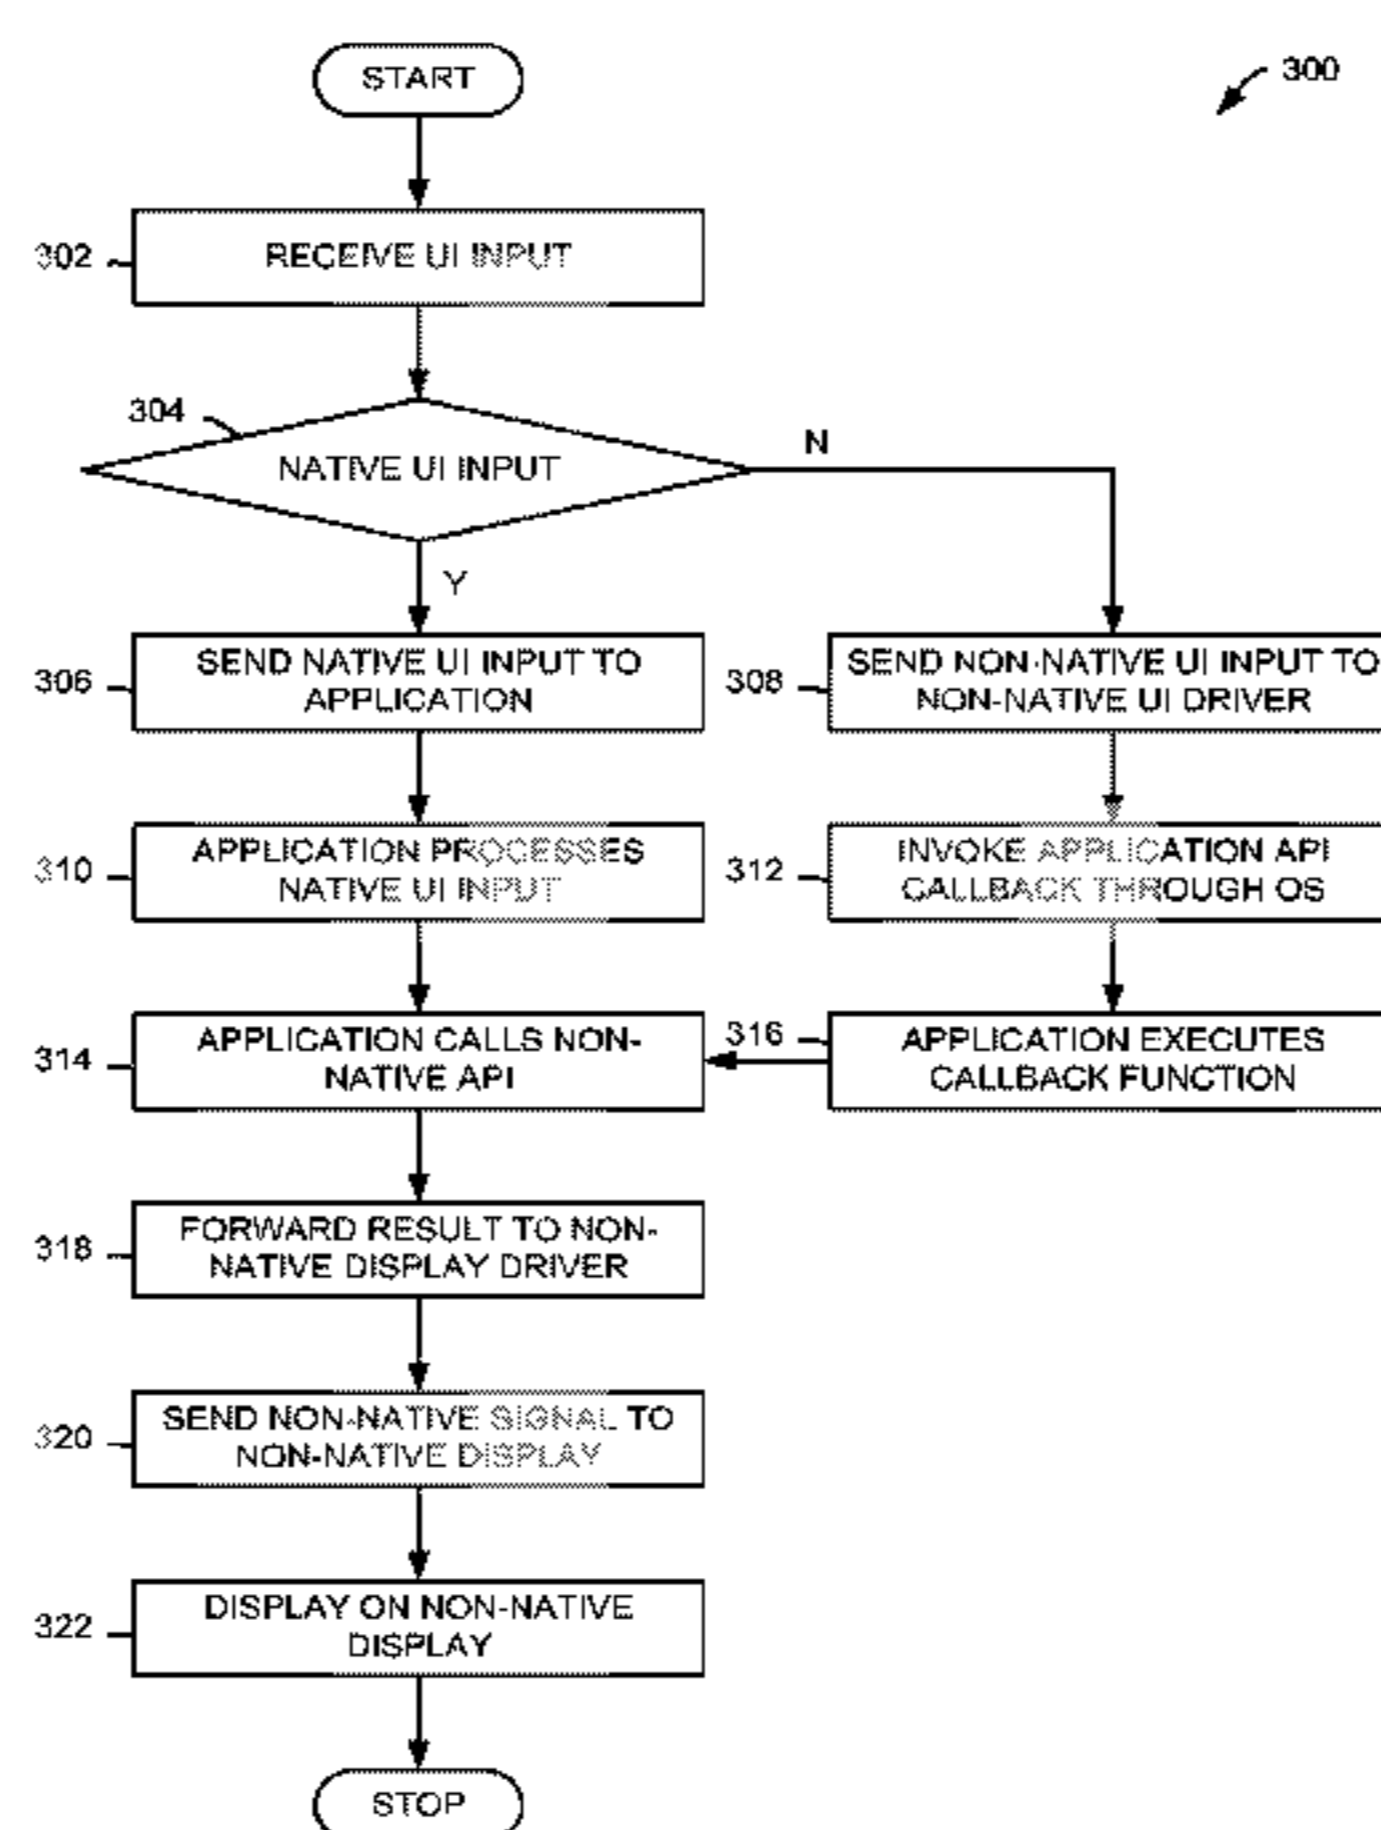 START
300
302
RECEIVE UI INPUT
304
NATIVE UI INPUT
N
Y
306
SEND NATIVE UI INPUT TO
APPLICATION
308
SEND NON-NATIVE UI INPUT TO
NON-NATIVE UI DRIVER
310
APPLICATION PROCESSES
NATIVE UI INPUT
312
INVOKE APPLICATION API
CALLBACK THROUGH OS
314
APPLICATION CALLS NON-
NATIVE API
316
APPLICATION EXECUTES
CALLBACK FUNCTION
318
FORWARD RESULT TO NON-
NATIVE DISPLAY DRIVER
320
SEND NON-NATIVE SIGNAL TO
NON-NATIVE DISPLAY
322
DISPLAY ON NON-NATIVE
DISPLAY
STOP